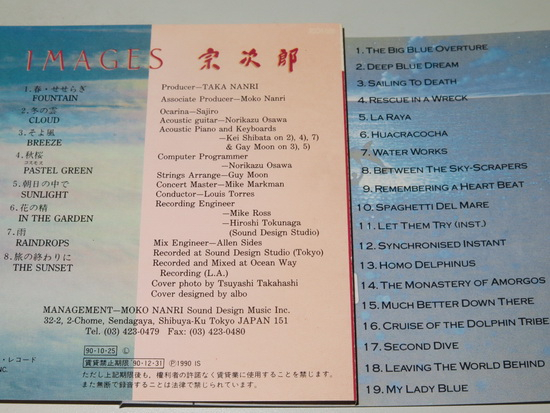 IMAGES 宗次郎
1.春・せせらぎ
FOUNTAIN
2.冬の雲
CLOUD
3.そよ風
BREEZE
4.秋桜
コスモス
PASTEL GREEN
5.朝日の中で
SUNLIGHT
6.花の精
IN THE GARDEN
7.雨
RAINDROPS
8.旅の終わりに
THE SUNSET
Producer—TAKA NANRI
Associate Producer—Moko Nanri
Ocarina—Sajiro
Acoustic guitar—Norikazu Osawa
Acoustic Piano and Keyboards
—Kei Shibata on 2), 4), 7)
& Gay Moon on 3), 5)
Computer Programmer
—Norikazu Osawa
Strings Arrange—Guy Moon
Concert Master—Mike Markman
Conductor—Louis Torres
Recording Engineer
—Mike Ross
—Hiroshi Tokunaga
(Sound Design Studio)
Mix Engineer—Allen Sides
Recorded at Sound Design Studio (Tokyo)
Recorded and Mixed at Ocean Way
Recording (L.A.)
Cover photo by Tsuyashi Takahashi
Cover designed by albo
MANAGEMENT—MOKO NANRI Sound Design Music Inc.
32-2, 2-Chome, Sendagaya, Shibuya-Ku Tokyo JAPAN 151
Tel. (03) 423-0479 Fax: (03) 423-0480
・レコード
NC.
90-10-25 Ⓛ
貸賃禁止期限 90-12-31 Ⓟ1990 IS
ただし上記期限後も、権利者の許諾なく賃貸業に使用することを禁じます。
また無断で録音することは法律で禁じられています。
1. THE BIG BLUE OVERTURE
2. DEEP BLUE DREAM
3. SAILING TO DEATH
4. RESCUE IN A WRECK
5. LA RAYA
6. HUACRACOCHA
7. WATER WORKS
8. BETWEEN THE SKY-SCRAPERS
9. REMEMBERING A HEART BEAT
10. SPAGHETTI DEL MARE
11. LET THEM TRY (INST.)
12. SYNCHRONISED INSTANT
13. HOMO DELPHINUS
14. THE MONASTERY OF AMORGOS
15. MUCH BETTER DOWN THERE
16. CRUISE OF THE DOLPHIN TRIBE
17. SECOND DIVE
18. LEAVING THE WORLD BEHIND
19. MY LADY BLUE